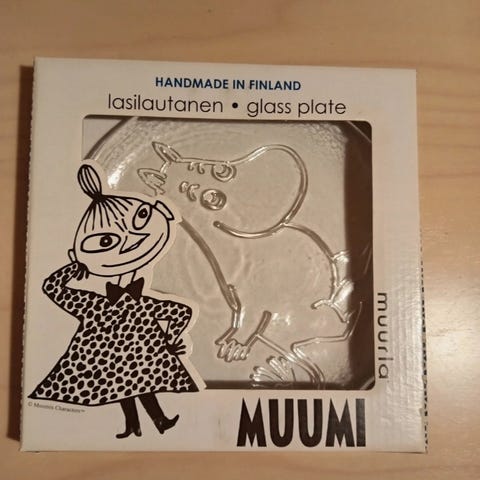 HANDMADE IN FINLAND
lasilautanen • glass plate
muurla
© Moomin Characters™
MUUMI